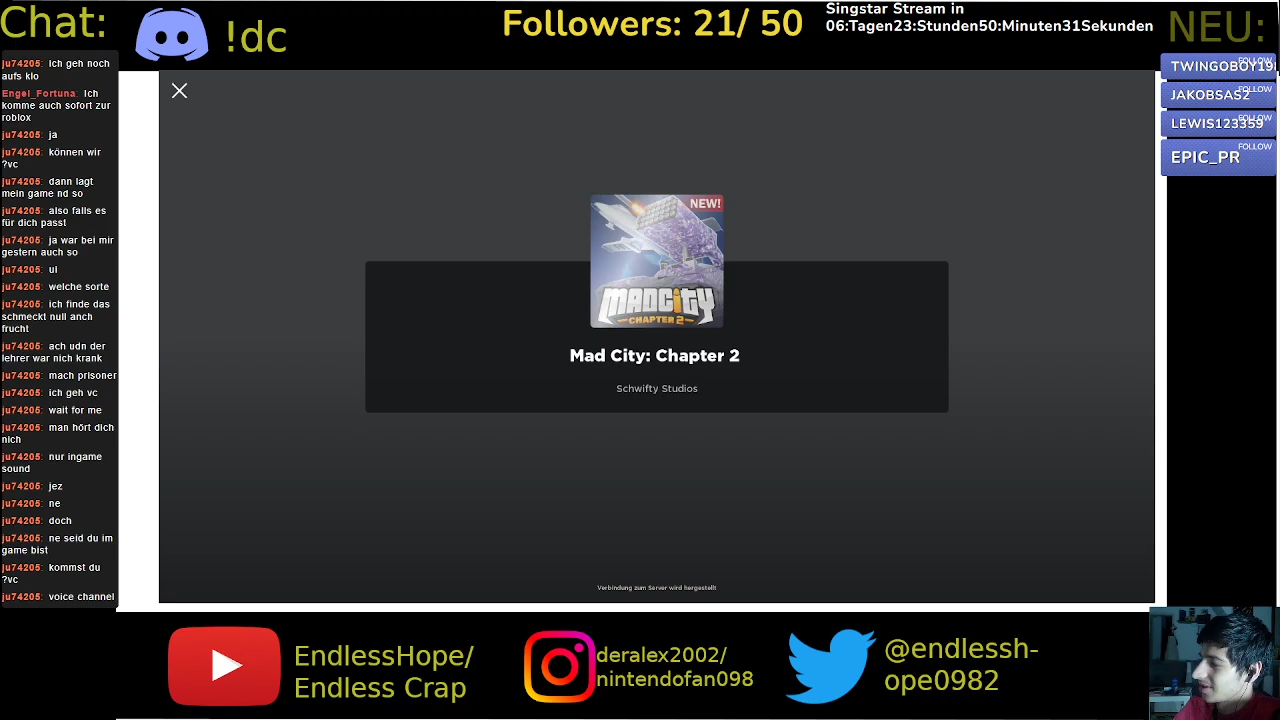 Chat:
!dc
Followers: 21/ 50
Singstar Stream in
06:Tagen23:Stunden50:Minuten31Sekunden
NEU:
ju74205: Ich geh noch
aufs klo
Engel_Fortuna: Ich
komme auch sofort zur
roblox
ju74205: ja
ju74205: können wir
?vc
ju74205: dann lagt
mein game nd so
ju74205: also falls es
für dich passt
ju74205: ja war bei mir
gestern auch so
ju74205: ui
ju74205: welche sorte
ju74205: ich finde das
schmeckt null anch
frucht
ju74205: ach udn der
lehrer war nich krank
ju74205: mach prisoner
ju74205: ich geh vc
ju74205: wait for me
ju74205: man hört dich
nich
ju74205: nur ingame
sound
ju74205: jez
ju74205: ne
ju74205: doch
ju74205: ne seid du im
game bist
ju74205: kommst du
?vc
ju74205: voice channel
NEW!
MADCITY
CHAPTER 2
Mad City: Chapter 2
Schwifty Studios
Verbindung zum Server wird hergestellt
FOLLOW
FOLLOW
JAKOBSAS2
FOLLOW
LEWIS123359
FOLLOW
EPIC_PR
EndlessHope/
Endless Crap
deralex2002/
nintendofan098
@endlessh-
ope0982